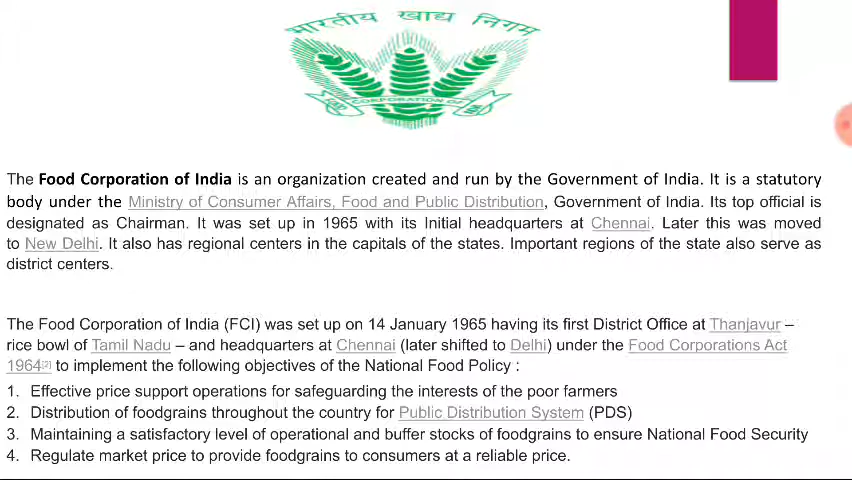 भारतीय खाद्य निगम
CORPORATION OF
The Food Corporation of India is an organization created and run by the Government of India. It is a statutory
body under the Ministry of Consumer Affairs, Food and Public Distribution, Government of India. Its top official is
designated as Chairman. It was set up in 1965 with its Initial headquarters at Chennai. Later this was moved
to New Delhi. It also has regional centers in the capitals of the states. Important regions of the state also serve as
district centers.
The Food Corporation of India (FCI) was set up on 14 January 1965 having its first District Office at Thanjavur –
rice bowl of Tamil Nadu – and headquarters at Chennai (later shifted to Delhi) under the Food Corporations Act
1964[2] to implement the following objectives of the National Food Policy :
1. Effective price support operations for safeguarding the interests of the poor farmers
2. Distribution of foodgrains throughout the country for Public Distribution System (PDS)
3. Maintaining a satisfactory level of operational and buffer stocks of foodgrains to ensure National Food Security
4. Regulate market price to provide foodgrains to consumers at a reliable price.